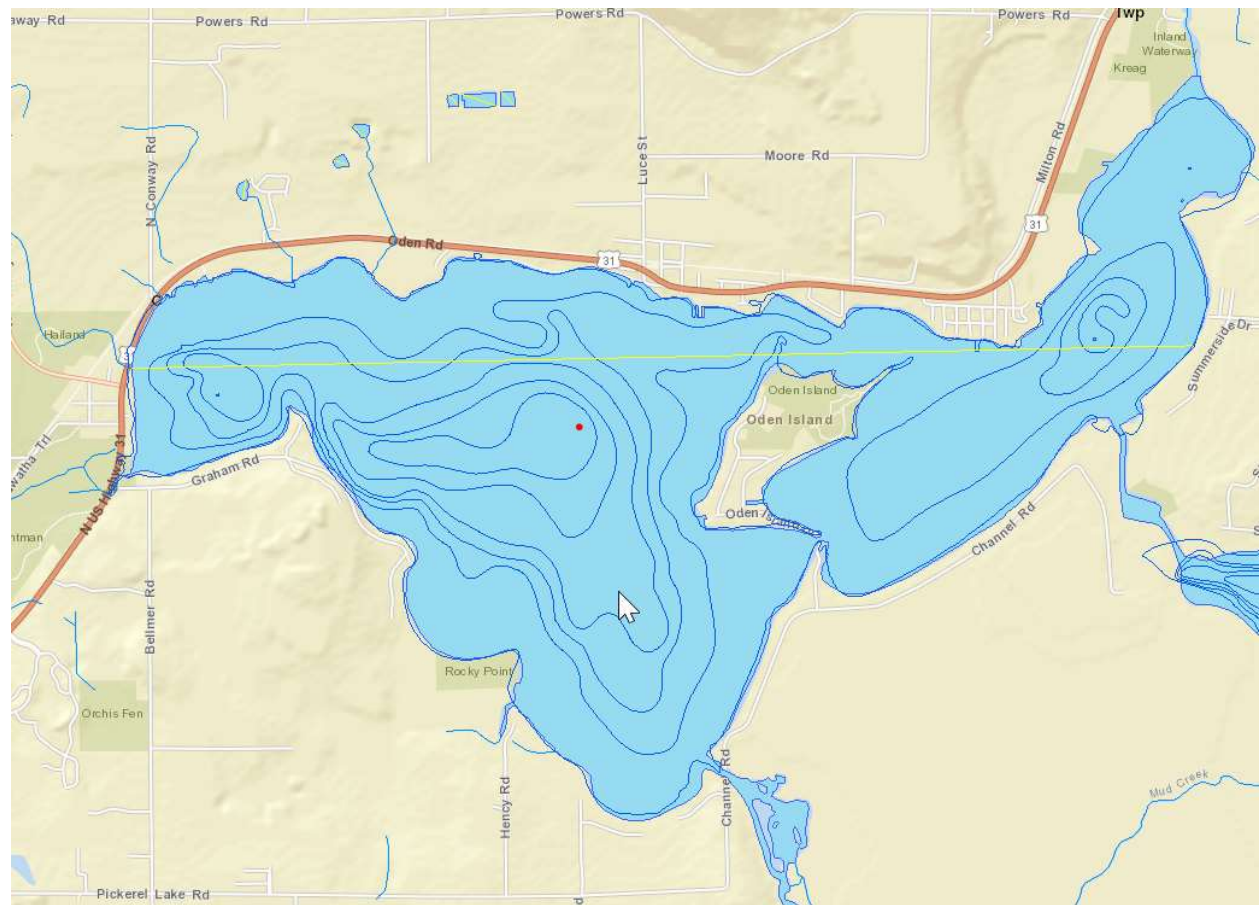 Powers Rd
Powers Rd
Powers Rd
Twp
Inland
Waterway
Kreag
N Conway Rd
Luce St
Moore Rd
Milton Rd
31
Oden Rd
31
Hailand
Summerside Dr
Oden Island
Oden Island
N US Highway 31
Graham Rd
Channel Rd
Bellmer Rd
Rocky Point
Orchis Fen
Hency Rd
Channel Rd
Mud Creek
Pickerel Lake Rd